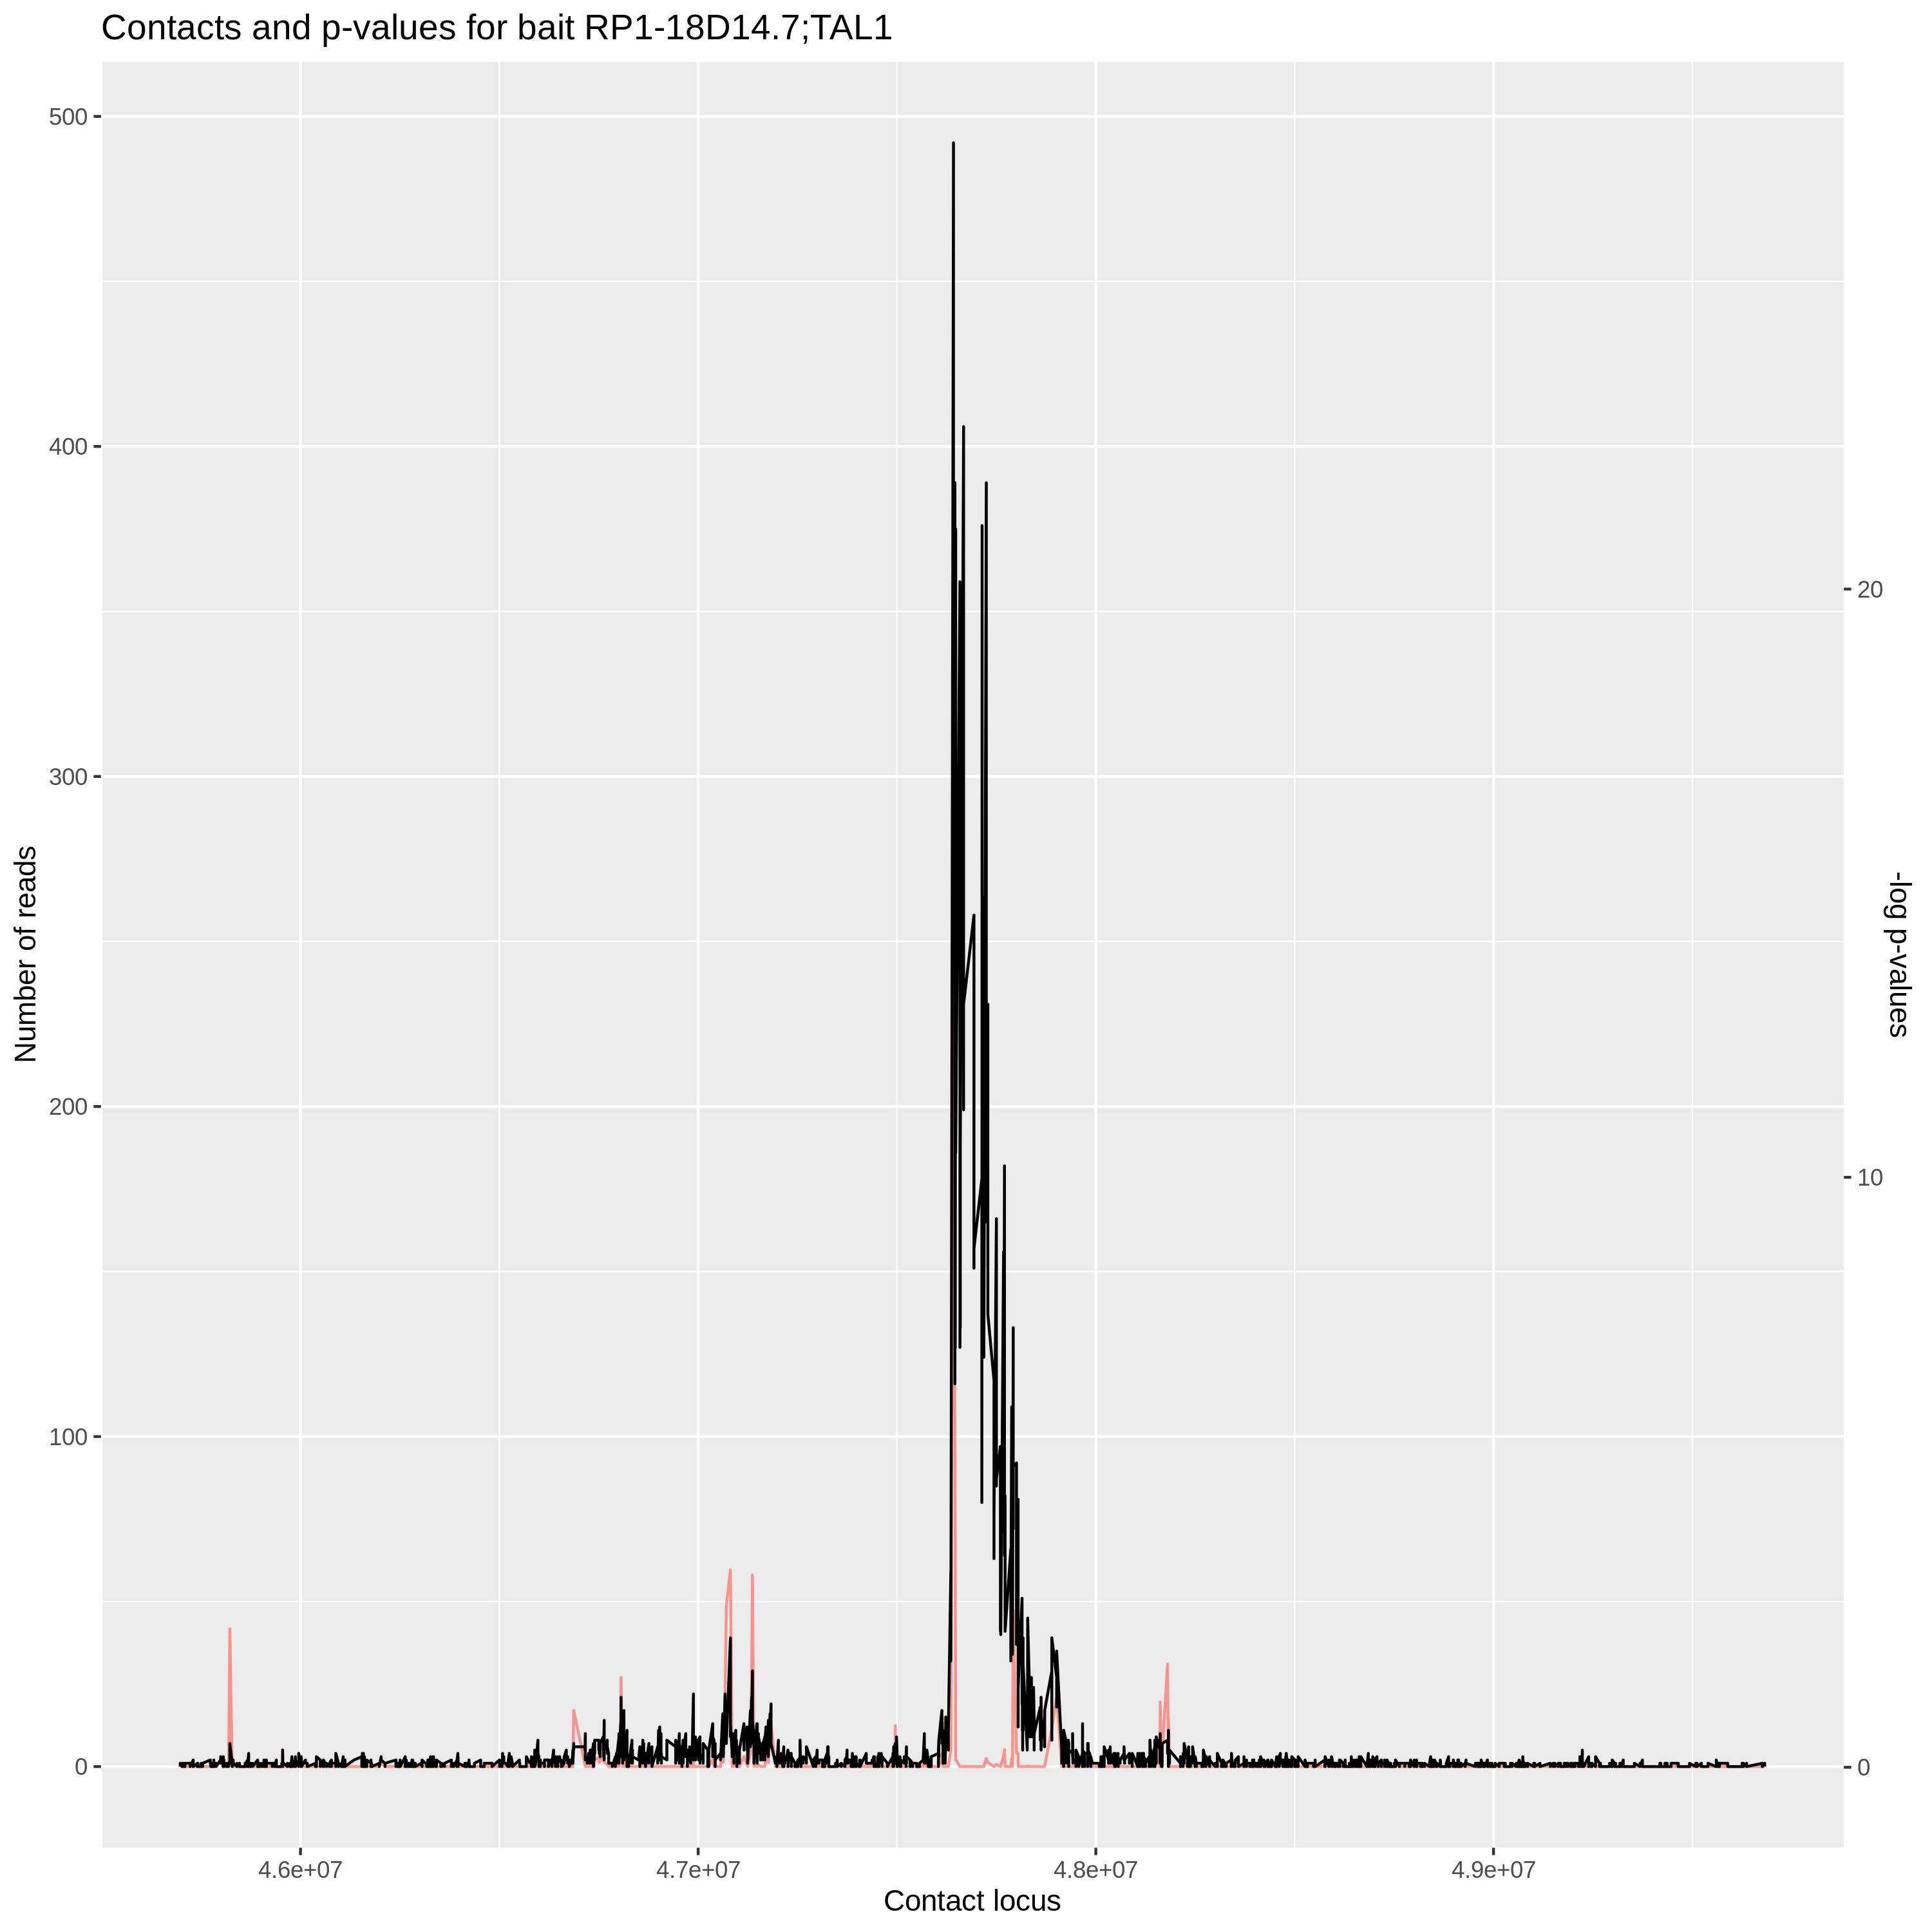 Contacts and p-values for bait RP1-18D14.7;TAL1
500
400
300
200
100
0
Number of reads
20
10
0
-log p-values
4.6e+07
4.7e+07
4.8e+07
4.9e+07
Contact locus